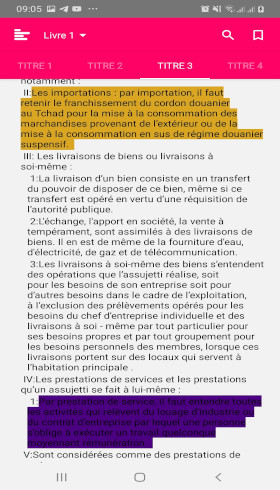 09:05
Livre 1
TITRE 1 TITRE 2 TITRE 3 TITRE 4
notamment :
II:Les importations : par importation, il faut
retenir le franchissement du cordon douanier
au Tchad pour la mise à la consommation des
marchandises provenant de l'extérieur ou de la
mise à la consommation en sus de régime douanier
suspensif.
III: Les livraisons de biens ou livraisons à
soi-même :
1:La livraison d'un bien consiste en un transfert
du pouvoir de disposer de ce bien, même si ce
transfert est opéré en vertu d'une réquisition de
l'autorité publique.
2:L'échange, l'apport en société, la vente à
tempérament, sont assimilés à des livraisons de
biens. Il en est de même de la fourniture d'eau,
d'électricité, de gaz et de télécommunication.
3:Les livraisons à soi-même des biens s'entendent
des opérations que l'assujetti réalise, soit
pour les besoins de son entreprise soit pour
d'autres besoins dans le cadre de l'exploitation,
à l'exclusion des prélèvements opérés pour les
besoins du chef d'entreprise individuelle et des
livraisons à soi - même par tout particulier pour
ses besoins propres et par tout groupement pour
les besoins personnels des membres, lorsque ces
livraisons portent sur des locaux qui servent à
l'habitation principale .
IV:Les prestations de services et les prestations
qu'un assujetti se fait à lui-même :
1:Par prestation de service, il faut entendre toutes
les activités qui relèvent du louage d'industrie ou
du contrat d'entreprise par lequel une personne
s'oblige à exécuter un travail quelconque
moyennant rémunération.
V:Sont considérées comme des prestations de